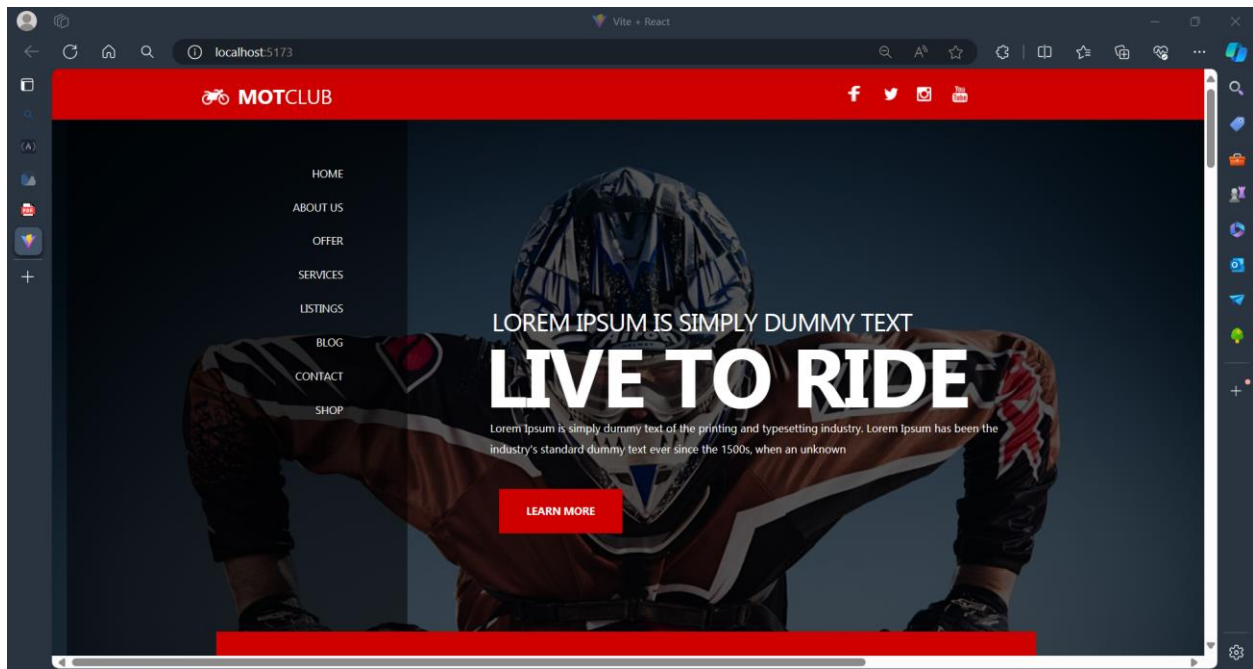 Vite + React
localhost:5173
MOTCLUB
You Tube
HOME
ABOUT US
OFFER
SERVICES
LISTINGS
BLOG
CONTACT
SHOP
LOREM IPSUM IS SIMPLY DUMMY TEXT
LIVE TO RIDE
Lorem Ipsum is simply dummy text of the printing and typesetting industry. Lorem Ipsum has been the
industry's standard dummy text ever since the 1500s, when an unknown
LEARN MORE